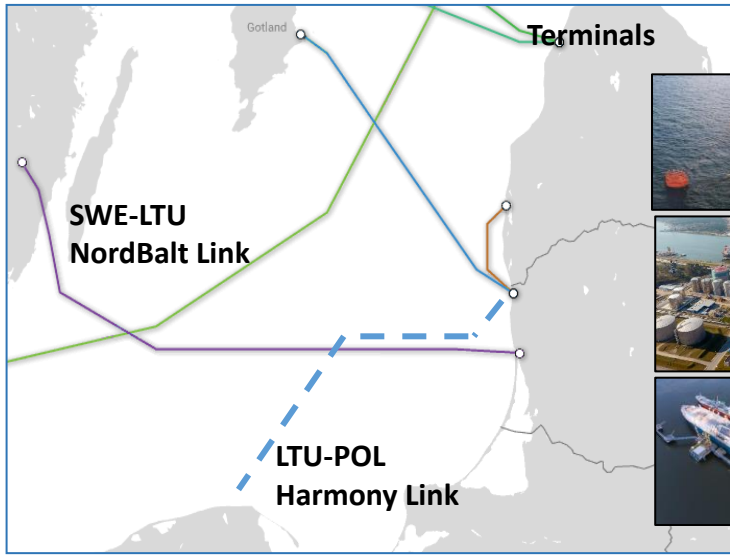 Gotland
Terminals
SWE-LTU
NordBalt Link
LTU-POL
Harmony Link